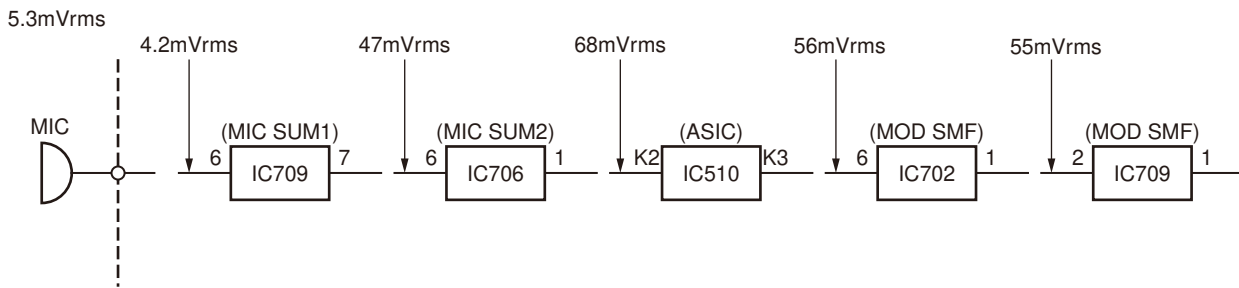 5.3mVrms
4.2mVrms 47mVrms 68mVrms 56mVrms 55mVrms
MIC (MIC SUM1) (MIC SUM2) (ASIC) (MOD SMF) (MOD SMF)
6 IC709 7 6 IC706 1 K2 IC510 K3 6 IC702 1 2 IC709 1